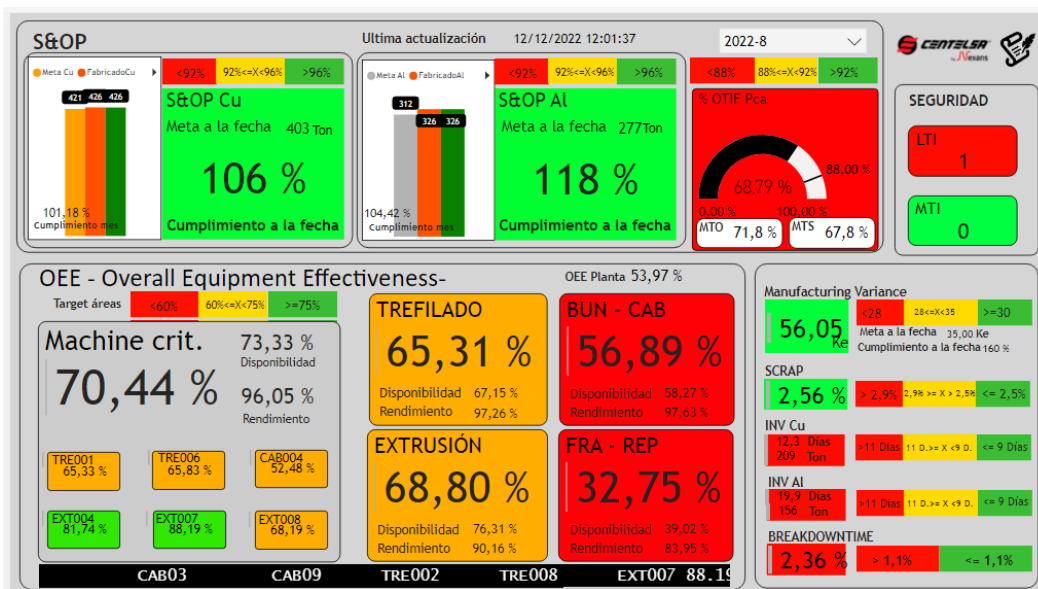 S&OP
Ultima actualización 12/12/2022 12:01:37
2022-8
CENTELSA
by Nexans
Meta Cu FabricadoCu
<92% 92%<=X<96% >96%
421 426 426
101,18 %
Cumplimiento mes
S&OP Cu
Meta a la fecha 403 Ton
106 %
Cumplimiento a la fecha
Meta Al FabricadoAl
<92% 92%<=X<96% >96%
312 326 326
104,42 %
Cumplimiento mes
S&OP Al
Meta a la fecha 277Ton
118 %
Cumplimiento a la fecha
<88% 88%<=X<92% >92%
% OTIF Pca
88,00 %
68.79 %
0,00 % 100,00 %
MTO 71,8 % MTS 67,8 %
SEGURIDAD
LTI
1
MTI
0
OEE - Overall Equipment Effectiveness-
OEE Planta 53,97 %
Target áreas <60% 60%<=X<75% >=75%
Machine crit.
70,44 %
73,33 %
Disponibilidad
96,05 %
Rendimiento
TRE001
65,33 %
TRE006
65,83 %
CAB004
52,48 %
EXT004
81,74 %
EXT007
88,19 %
EXT008
68,19 %
TREFILADO
65,31 %
Disponibilidad 67,15 %
Rendimiento 97,26 %
BUN - CAB
56,89 %
Disponibilidad 58,27 %
Rendimiento 97,63 %
EXTRUSIÓN
68,80 %
Disponibilidad 76,31 %
Rendimiento 90,16 %
FRA - REP
32,75 %
Disponibilidad 39,02 %
Rendimiento 83,95 %
CAB03 CAB09 TRE002 TRE008 EXT007 88.19
Manufacturing Variance
56,05 Ke
<28 28<=X<35 >=30
Meta a la fecha 35,00 Ke
Cumplimiento a la fecha 160 %
SCRAP
2,56 %
> 2,9% 2,9% >= X > 2,5% <= 2,5%
INV Cu
12,3 Días
209 Ton
>11 Dias 11 D.>= X <9 D. <= 9 Días
INV Al
19,9 Dias
156 Ton
>11 Dias 11 D.>= X <9 D. <= 9 Días
BREAKDOWNTIME
2,36 %
> 1,1% <= 1,1%